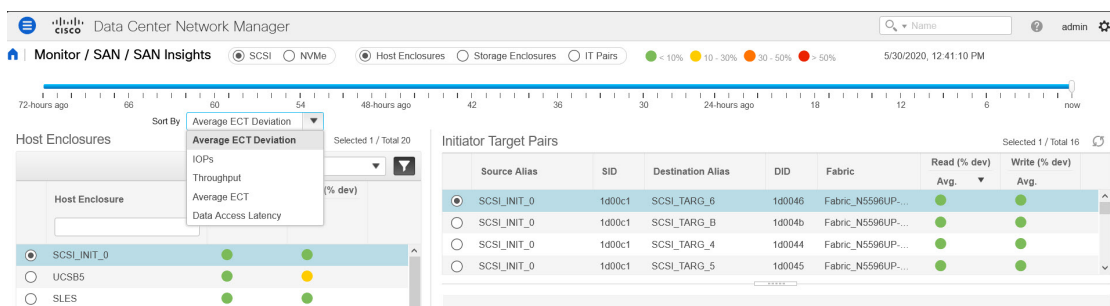 cisco Data Center Network Manager
Name
admin
Monitor / SAN / SAN Insights
SCSI NVMe
Host Enclosures Storage Enclosures IT Pairs
< 10% 10 - 30% 30 - 50% > 50%
5/30/2020, 12:41:10 PM
72-hours ago 66 60 54 48-hours ago 42 36 30 24-hours ago 18 12 6 now
Sort By Average ECT Deviation
Host Enclosures
Selected 1 / Total 20
Average ECT Deviation
IOPs
Throughput
Average ECT
Data Access Latency
(% dev)
Host Enclosure
SCSI_INIT_0
UCSB5
SLES
Initiator Target Pairs
Selected 1 / Total 16
Source Alias SID Destination Alias DID Fabric Read (% dev) Write (% dev)
Avg. Avg.
SCSI_INIT_0 1d00c1 SCSI_TARG_6 1d0046 Fabric_N5596UP-...
SCSI_INIT_0 1d00c1 SCSI_TARG_B 1d004b Fabric_N5596UP-...
SCSI_INIT_0 1d00c1 SCSI_TARG_4 1d0044 Fabric_N5596UP-...
SCSI_INIT_0 1d00c1 SCSI_TARG_5 1d0045 Fabric_N5596UP-...